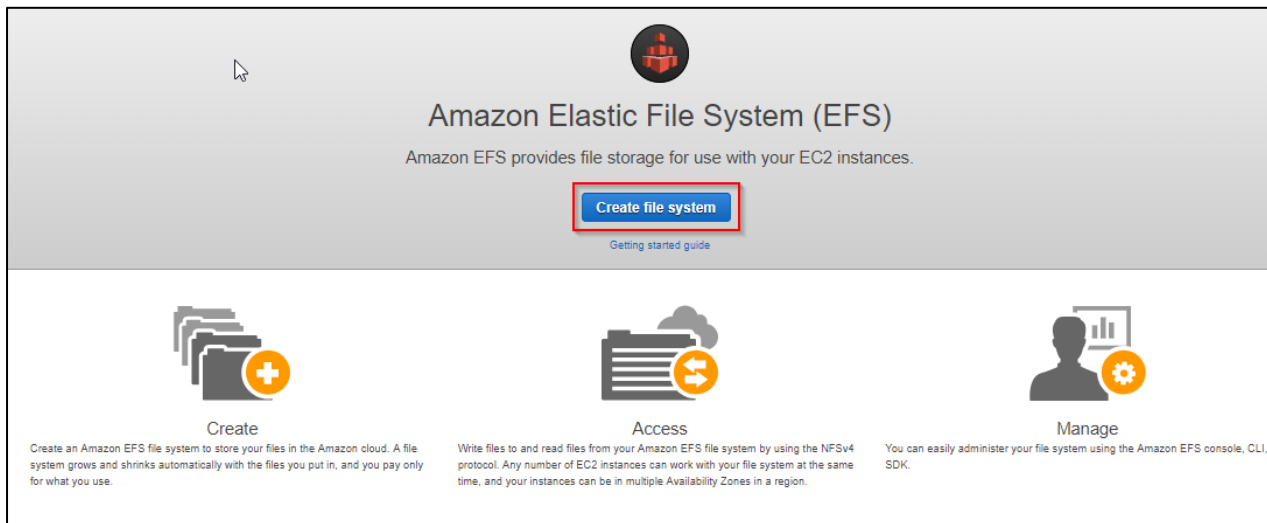 Amazon Elastic File System (EFS)
Amazon EFS provides file storage for use with your EC2 instances.
Create file system
Getting started guide
Create
Create an Amazon EFS file system to store your files in the Amazon cloud. A file
system grows and shrinks automatically with the files you put in, and you pay only
for what you use.
Access
Write files to and read files from your Amazon EFS file system by using the NFSv4
protocol. Any number of EC2 instances can work with your file system at the same
time, and your instances can be in multiple Availability Zones in a region.
Manage
You can easily administer your file system using the Amazon EFS console, CLI,
SDK.